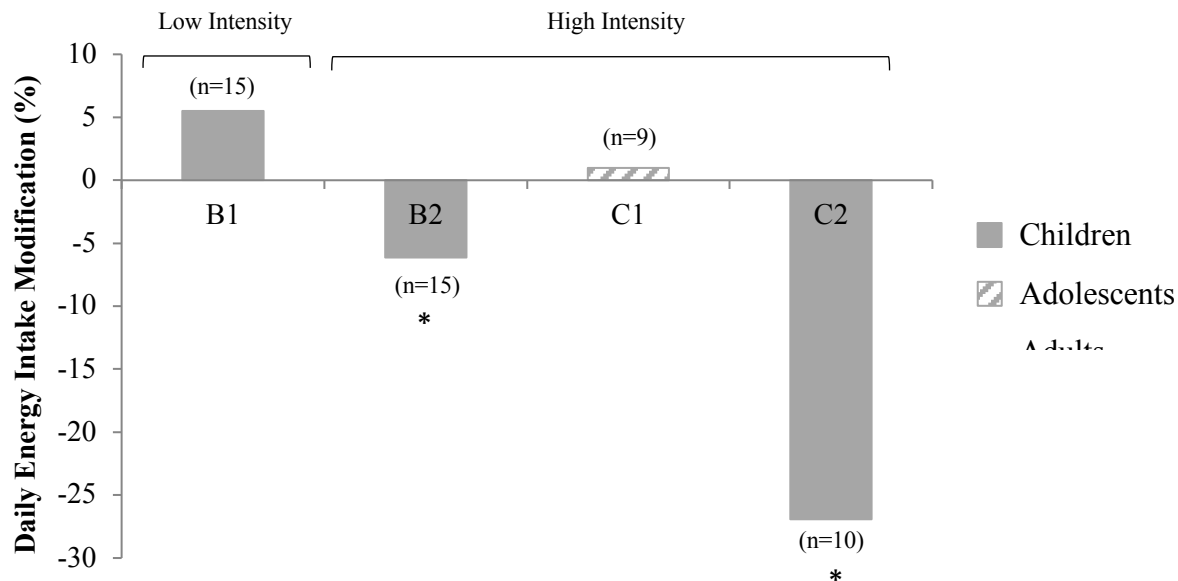 Low Intensity
High Intensity
Daily Energy Intake Modification (%)
10
5
0
-5
-10
-15
-20
-25
-30
(n=15)
(n=9)
B1
B2
C1
C2
(n=15)
*
(n=10)
*
Children
Adolescents
Adults